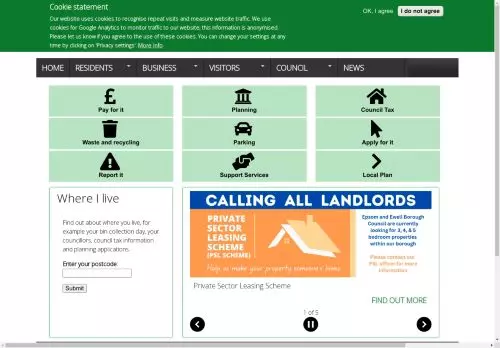 Cookie statement
Our website uses cookies to recognise repeat visits and measure website traffic. We use
cookies for Google Analytics to monitor traffic to our website; this information is anonymised.
Please let us know if you agree to the use of these cookies. You can change your settings at any
time by clicking on 'Privacy settings'. More info
OK, I agree
I do not agree
HOME RESIDENTS BUSINESS VISITORS COUNCIL NEWS
Pay for it
Planning
Council Tax
Waste and recycling
Parking
Apply for it
Report it
Support Services
Local Plan
Where I live
Find out about where you live, for
example your bin collection day, your
councillors, council tax information
and planning applications.
Enter your postcode:
Submit
CALLING ALL LANDLORDS
PRIVATE
SECTOR
LEASING
SCHEME
(PSL SCHEME)
Help us make your property someone's home
Epsom and Ewell Borough
Council are currently
looking for 3, 4, & 5
bedroom properties
within our borough
Please contact our
PSL officer for more
information
Private Sector Leasing Scheme
FIND OUT MORE
1 of 5